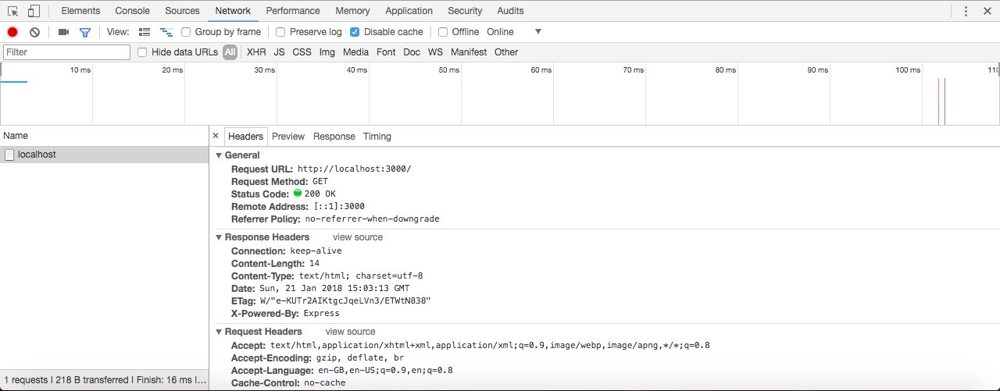 Elements Console Sources Network Performance Memory Application Security Audits
View: Group by frame Preserve log Disable cache Offline Online
Filter Hide data URLs All XHR JS CSS Img Media Font Doc WS Manifest Other
10 ms 20 ms 30 ms 40 ms 50 ms 60 ms 70 ms 80 ms 90 ms 100 ms
Name
localhost
1 requests | 218 B transferred | Finish: 16 ms |...
× Headers Preview Response Timing
General
Request URL: http://localhost:3000/
Request Method: GET
Status Code: 200 OK
Remote Address: [::1]:3000
Referrer Policy: no-referrer-when-downgrade
Response Headers view source
Connection: keep-alive
Content-Length: 14
Content-Type: text/html; charset=utf-8
Date: Sun, 21 Jan 2018 15:03:13 GMT
ETag: W/"e-KUTr2AIKtgcJqeLVn3/ETWtN838"
X-Powered-By: Express
Request Headers view source
Accept: text/html,application/xhtml+xml,application/xml;q=0.9,image/webp,image/apng,*/*;q=0.8
Accept-Encoding: gzip, deflate, br
Accept-Language: en-GB,en-US;q=0.9,en;q=0.8
Cache-Control: no-cache